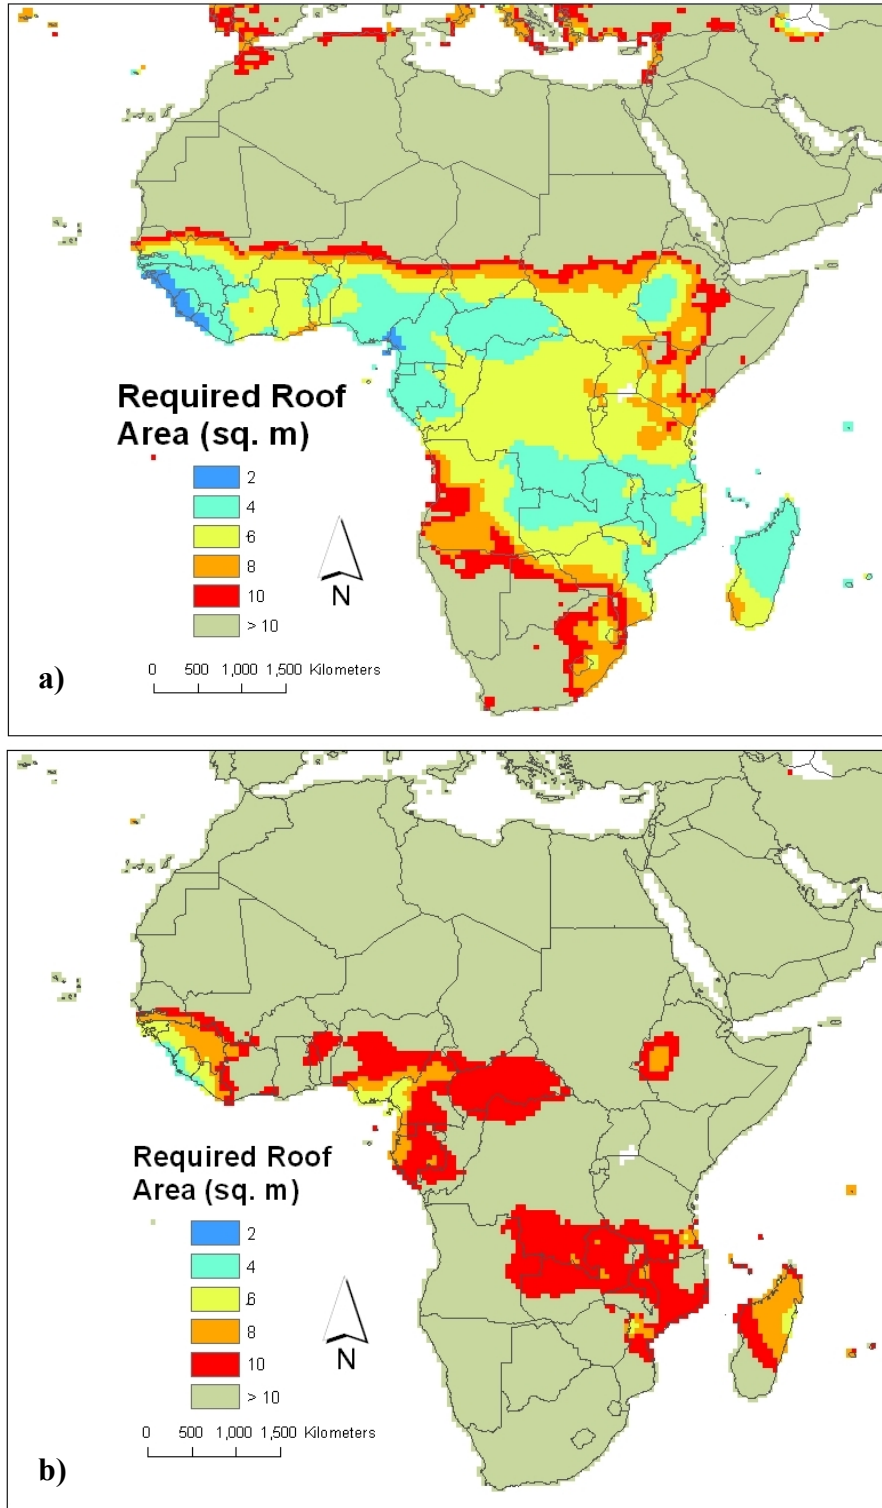 Required Roof
Area (sq. m)
2
4
6
8
10
> 10
N
0 500 1,000 1,500 Kilometers
a)
Required Roof
Area (sq. m)
2
4
6
8
10
> 10
N
0 500 1,000 1,500 Kilometers
b)